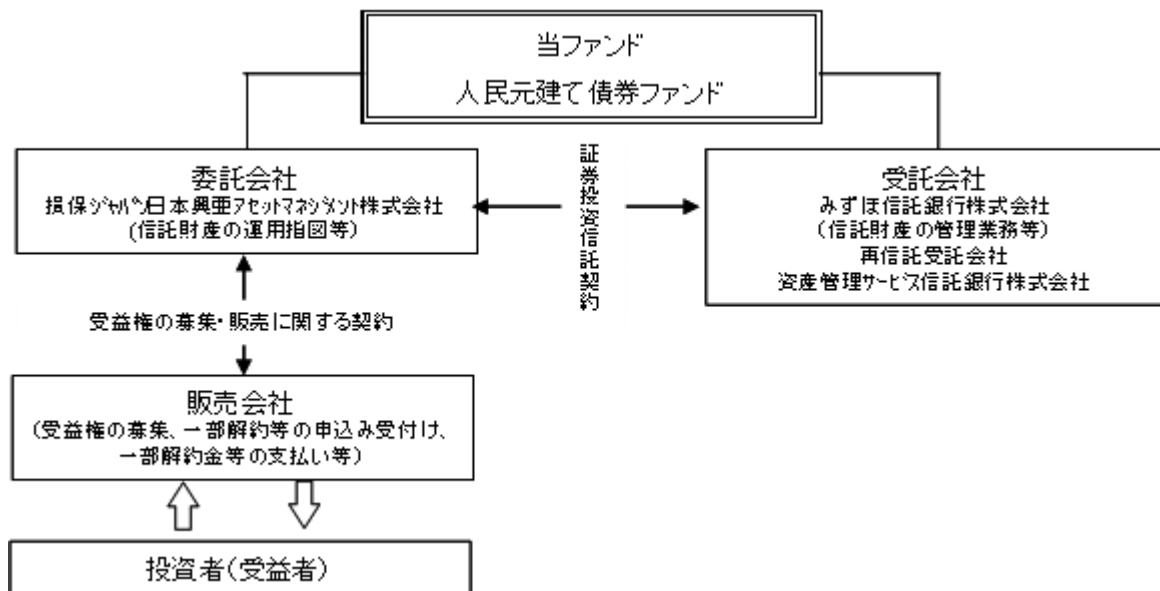 当ファンド
人民元建て債券ファンド
委託会社
損保ジャパン日本興亜アセットマネジメント株式会社
(信託財産の運用指図等)
証券投資信託契約
受託会社
みずほ信託銀行株式会社
(信託財産の管理業務等)
再信託受託会社
資産管理サービス信託銀行株式会社
受益権の募集・販売に関する契約
販売会社
(受益権の募集、一部解約等の申込み受付け、
一部解約金等の支払い等)
投資者(受益者)